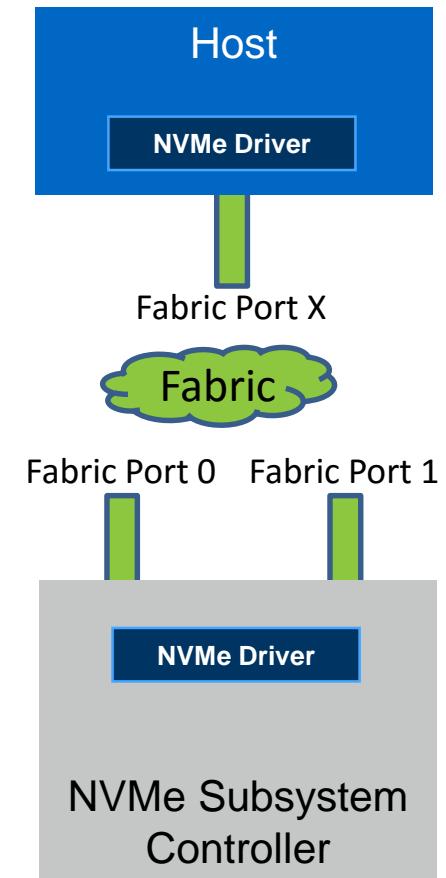 Host
NVMe Driver
Fabric Port X
Fabric
Fabric Port 0 Fabric Port 1
NVMe Driver
NVMe Subsystem
Controller